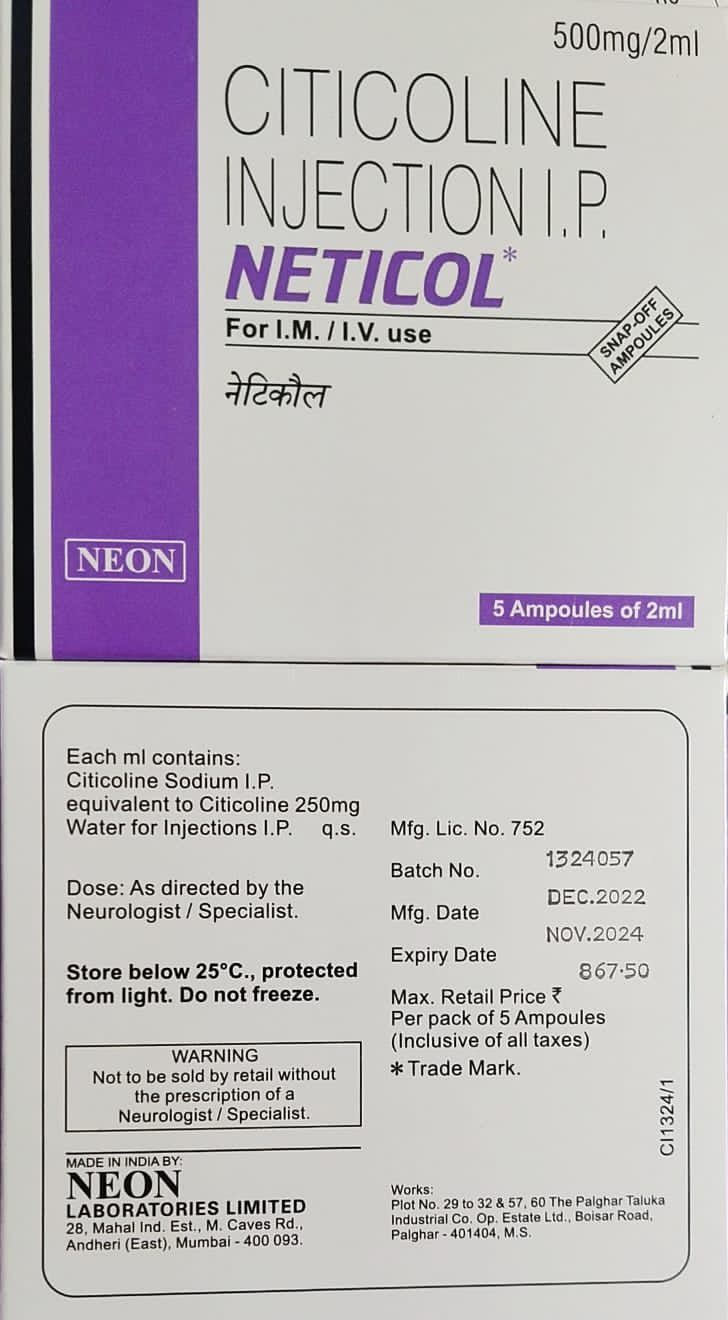 500mg/2ml
CITICOLINE
INJECTION I.P.
NETICOL*
For I.M. / I.V. use
SNAP-OFF
AMPOULES
नेटिकौल
NEON
5 Ampoules of 2ml
Each ml contains:
Citicoline Sodium I.P.
equivalent to Citicoline 250mg
Water for Injections I.P. q.s.
Dose: As directed by the
Neurologist / Specialist.
Store below 25°C., protected
from light. Do not freeze.
WARNING
Not to be sold by retail without
the prescription of a
Neurologist / Specialist.
MADE IN INDIA BY:
NEON
LABORATORIES LIMITED
28, Mahal Ind. Est., M. Caves Rd.,
Andheri (East), Mumbai - 400 093.
Mfg. Lic. No. 752
Batch No. 1324057
Mfg. Date DEC.2022
Expiry Date NOV.2024
Max. Retail Price ₹ 867.50
Per pack of 5 Ampoules
(Inclusive of all taxes)
* Trade Mark.
CI1324/1
Works:
Plot No. 29 to 32 & 57, 60 The Palghar Taluka
Industrial Co. Op. Estate Ltd., Boisar Road,
Palghar - 401404, M.S.